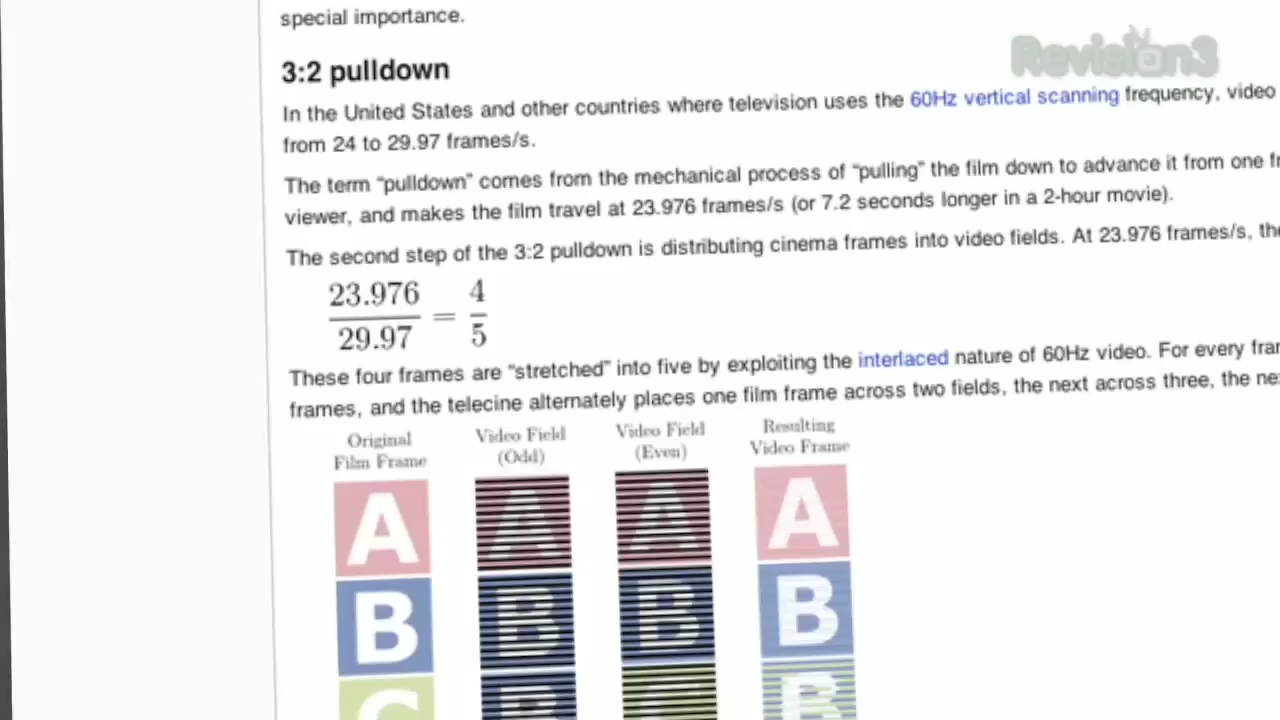 special importance.
Revision3
3:2 pulldown
In the United States and other countries where television uses the 60Hz vertical scanning frequency, video
from 24 to 29.97 frames/s.
The term “pulldown” comes from the mechanical process of “pulling” the film down to advance it from one fr
viewer, and makes the film travel at 23.976 frames/s (or 7.2 seconds longer in a 2-hour movie).
The second step of the 3:2 pulldown is distributing cinema frames into video fields. At 23.976 frames/s, the
23.976 / 29.97 = 4 / 5
These four frames are “stretched” into five by exploiting the interlaced nature of 60Hz video. For every fra
frames, and the telecine alternately places one film frame across two fields, the next across three, the ne
Original Video Field Video Field Resulting
Film Frame (Odd) (Even) Video Frame
A A A A
B B B B
C B C B